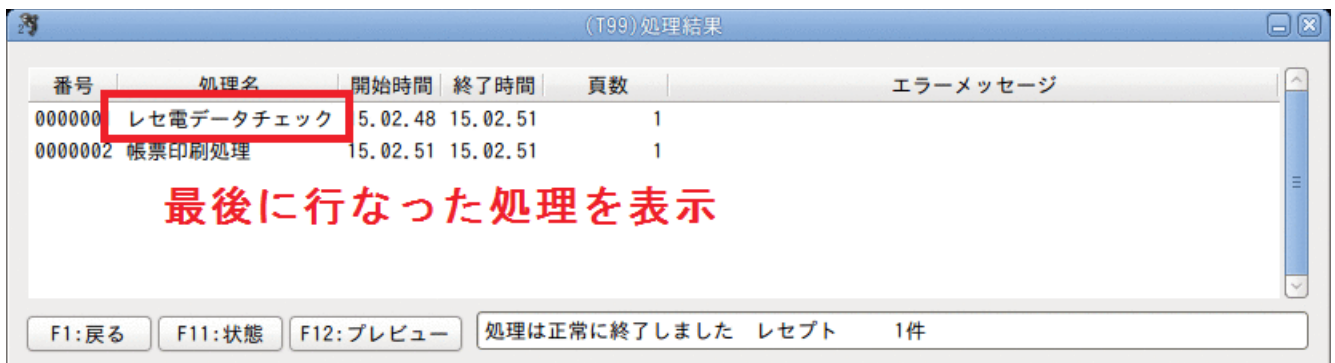 (T99)処理結果
番号 処理名 開始時間 終了時間 頁数 エラーメッセージ
000000 レセ電データチェック 5.02.48 15.02.51 1
0000002 帳票印刷処理 15.02.51 15.02.51 1
最後に行なった処理を表示
F1:戻る F11:状態 F12:プレビュー 処理は正常に終了しました レセプト 1件